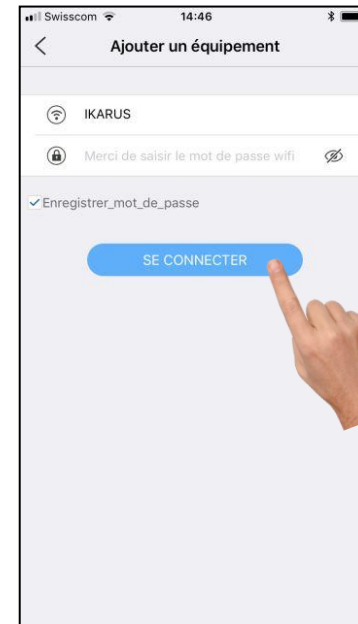 Swisscom 14:46
Ajouter un équipement
IKARUS
Merci de saisir le mot de passe wifi
Enregistrer_mot_de_passe
SE CONNECTER